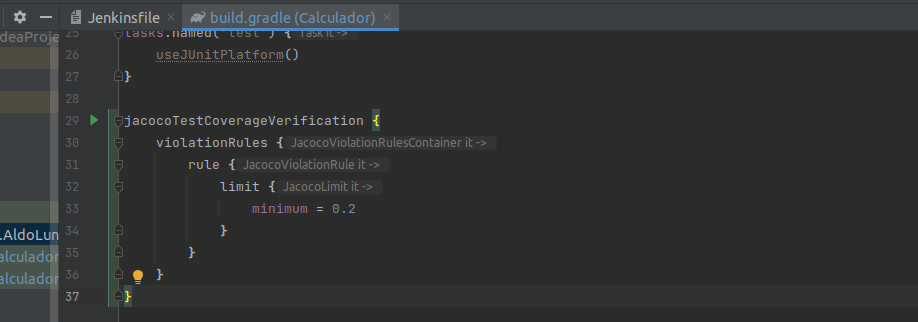 Jenkinsfile
build.gradle (Calculador)
deaProje
25 tasks.named('test') { Task it ->
26 useJUnitPlatform()
27 }
28
29 jacocoTestCoverageVerification {
30 violationRules { JacocoViolationRulesContainer it ->
31 rule { JacocoViolationRule it ->
32 limit { JacocoLimit it ->
33 minimum = 0.2
34 }
35 }
.AldoLun
36 }
alculador
37 }
alculador